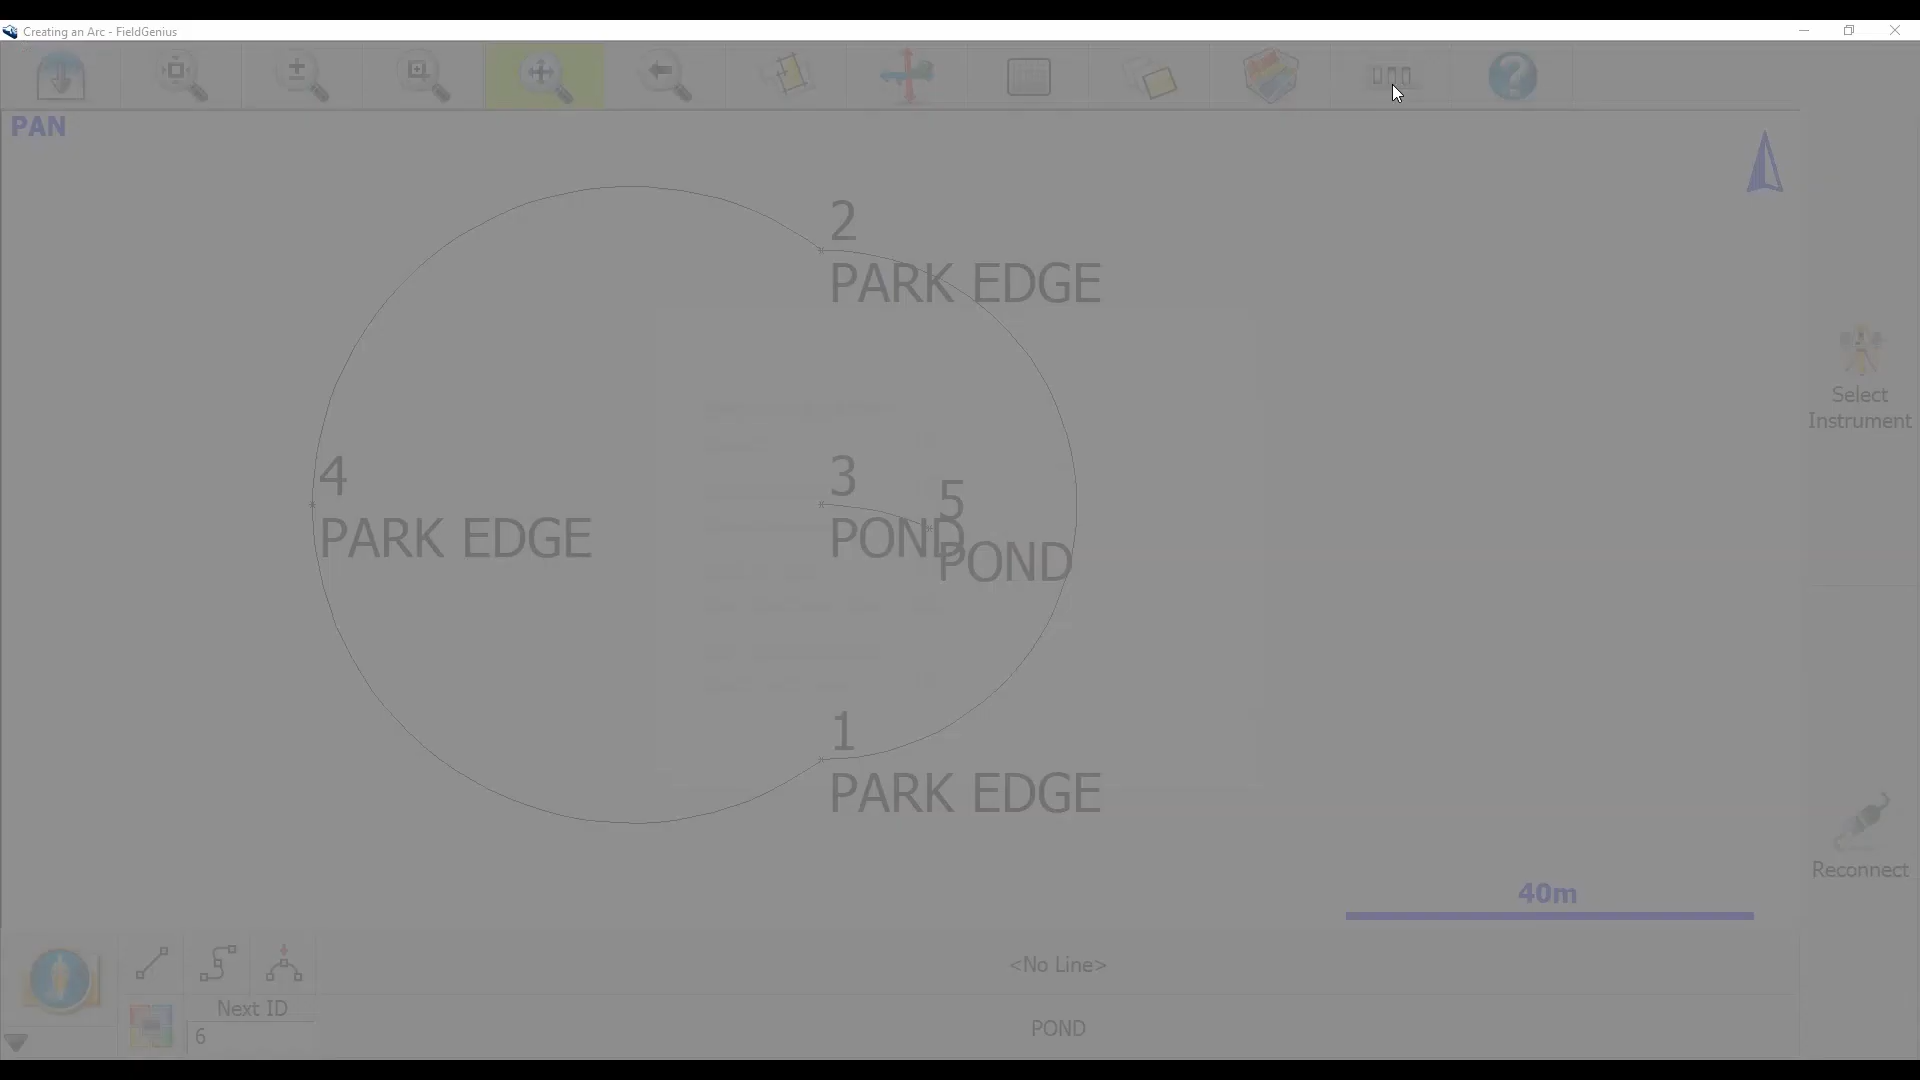 Creating an Arc - FieldGenius
PAN
2
PARK EDGE
Select
Instrument
4
PARK EDGE
3
POND
5
POND
1
PARK EDGE
Reconnect
40m
<No Line>
Next ID
6
POND